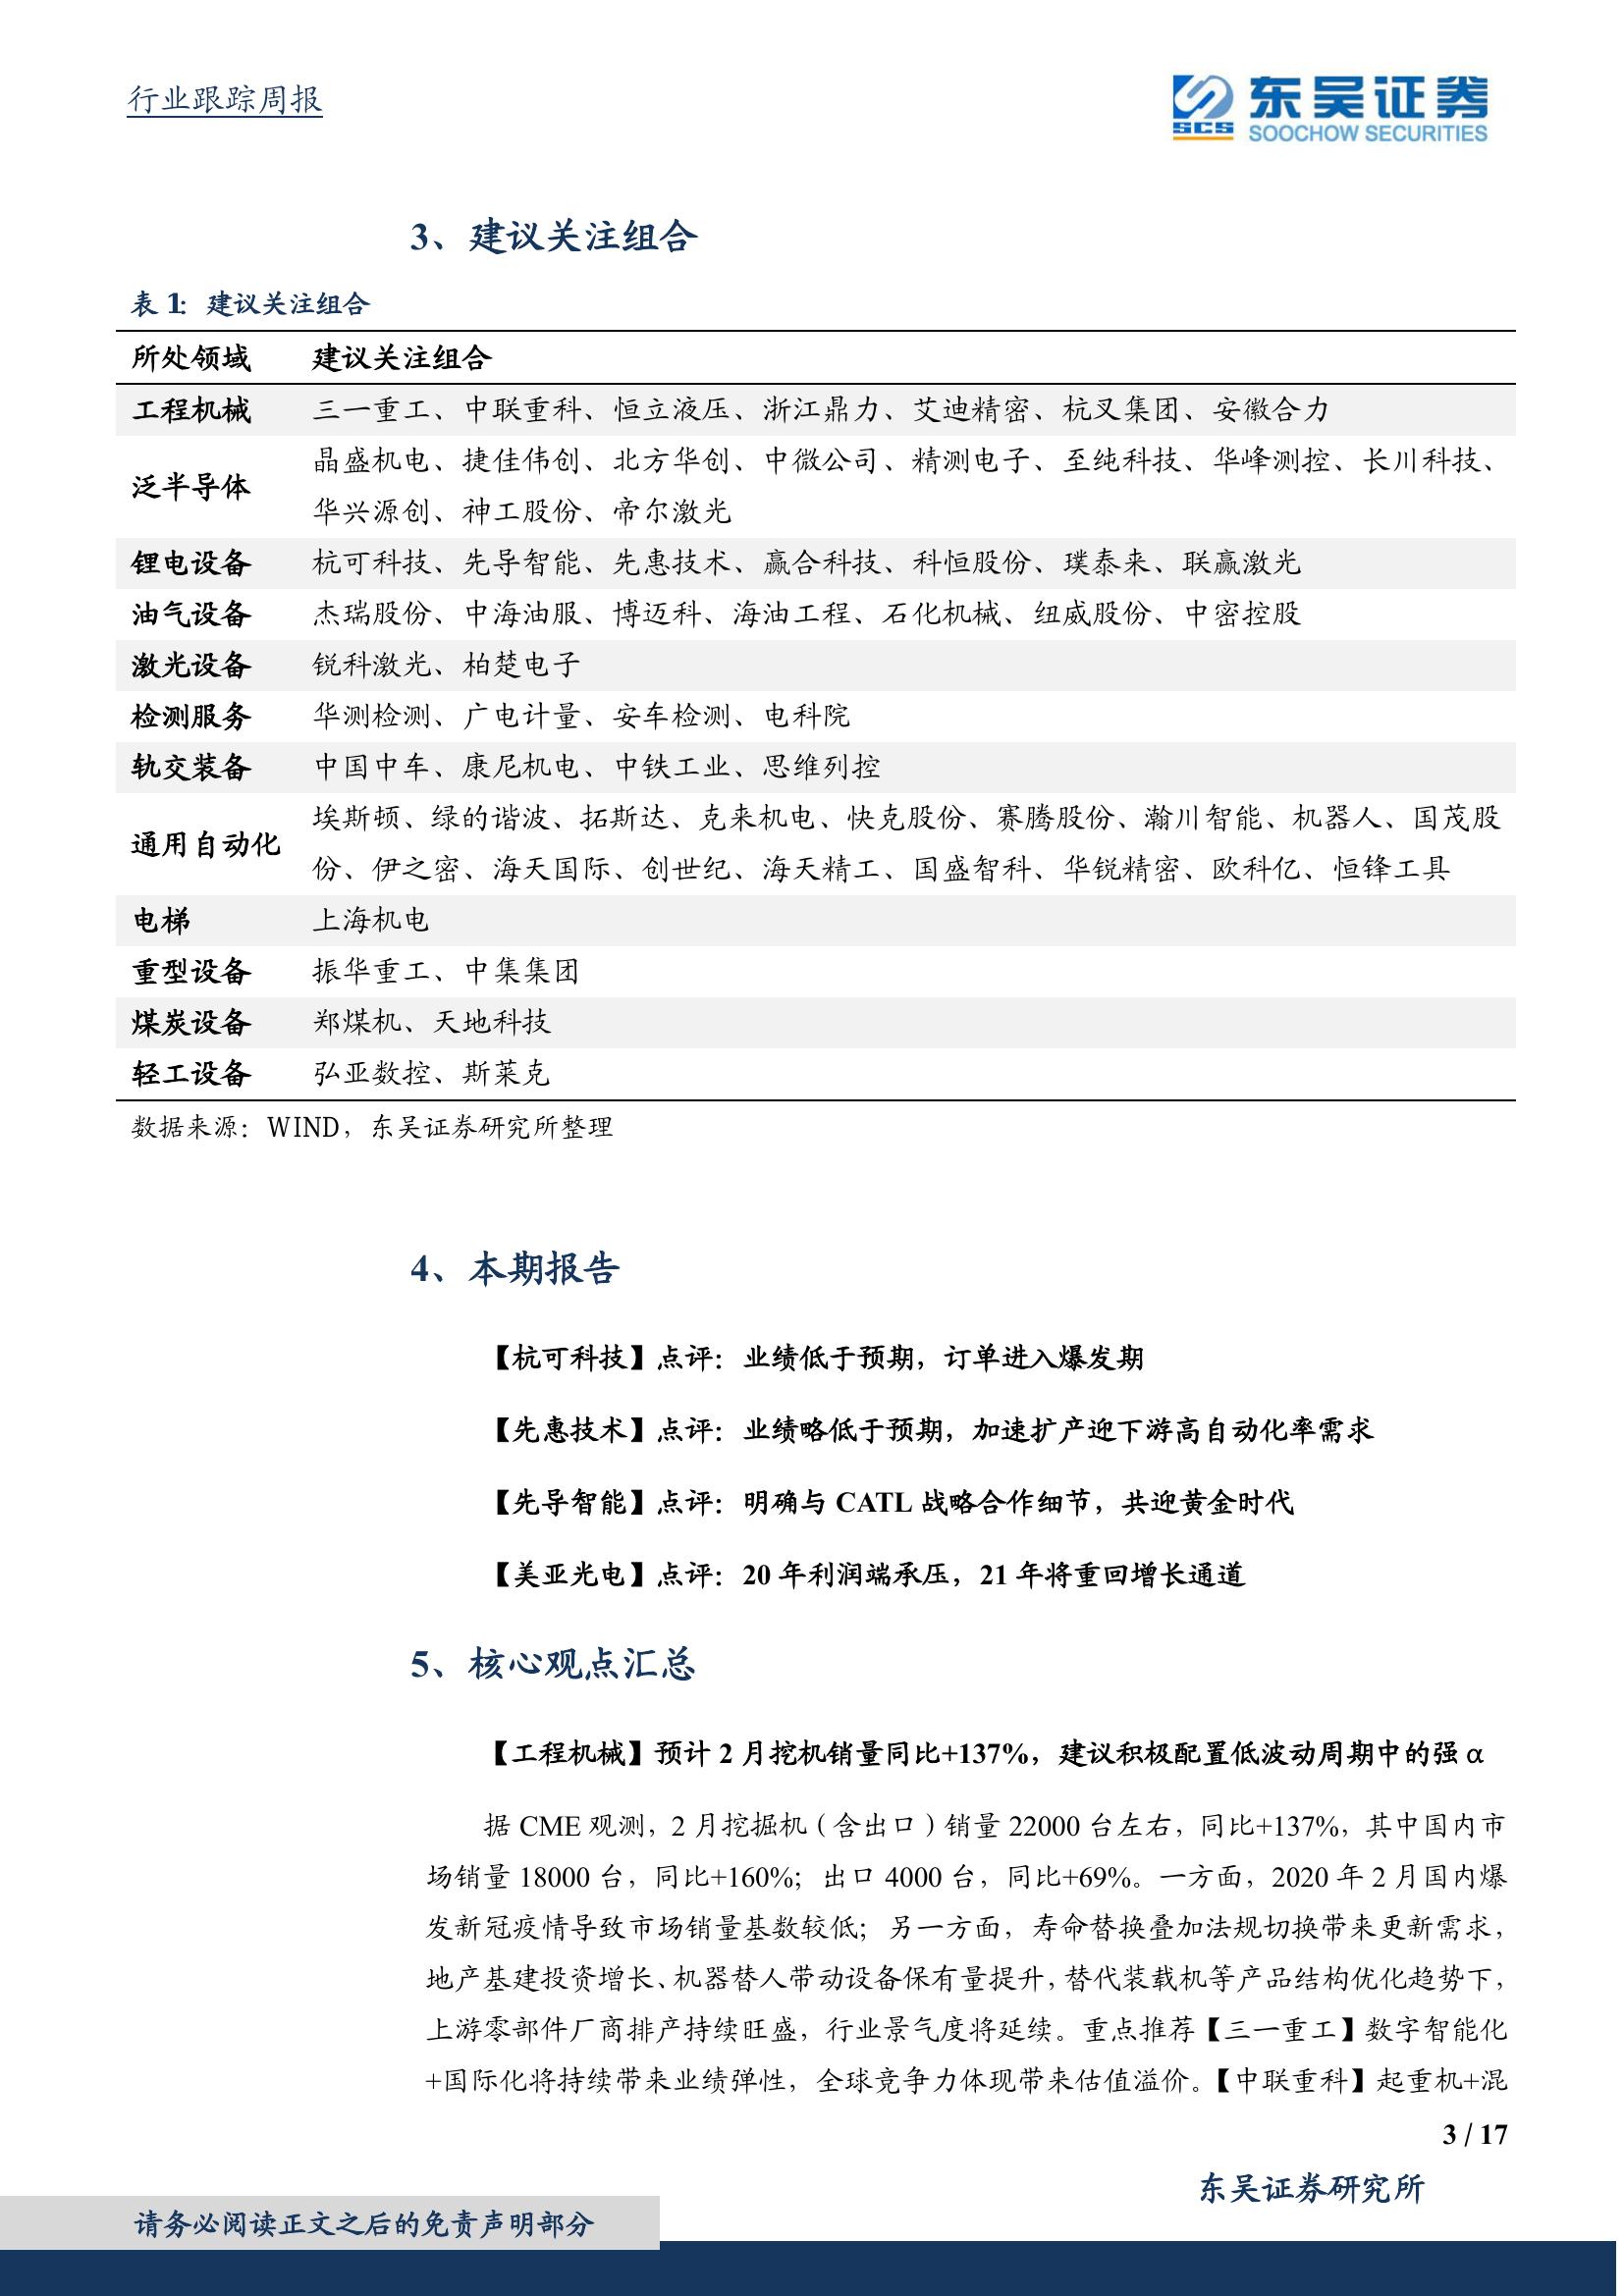 行业跟踪周报
SCS 东吴证券
SOOCHOW SECURITIES
3、建议关注组合
表 1: 建议关注组合
所处领域 建议关注组合
工程机械 三一重工、中联重科、恒立液压、浙江鼎力、艾迪精密、杭叉集团、安徽合力
泛半导体 晶盛机电、捷佳伟创、北方华创、中微公司、精测电子、至纯科技、华峰测控、长川科技、
华兴源创、神工股份、帝尔激光
锂电设备 杭可科技、先导智能、先惠技术、赢合科技、科恒股份、璞泰来、联赢激光
油气设备 杰瑞股份、中海油服、博迈科、海油工程、石化机械、纽威股份、中密控股
激光设备 锐科激光、柏楚电子
检测服务 华测检测、广电计量、安车检测、电科院
轨交装备 中国中车、康尼机电、中铁工业、思维列控
通用自动化 埃斯顿、绿的谐波、拓斯达、克来机电、快克股份、赛腾股份、瀚川智能、机器人、国茂股
份、伊之密、海天国际、创世纪、海天精工、国盛智科、华锐精密、欧科亿、恒锋工具
电梯 上海机电
重型设备 振华重工、中集集团
煤炭设备 郑煤机、天地科技
轻工设备 弘亚数控、斯莱克
数据来源：WIND，东吴证券研究所整理
4、本期报告
【杭可科技】点评：业绩低于预期，订单进入爆发期
【先惠技术】点评：业绩略低于预期，加速扩产迎下游高自动化率需求
【先导智能】点评：明确与 CATL 战略合作细节，共迎黄金时代
【美亚光电】点评：20 年利润端承压，21 年将重回增长通道
5、核心观点汇总
【工程机械】预计 2 月挖机销量同比+137%，建议积极配置低波动周期中的强 α
据 CME 观测，2 月挖掘机（含出口）销量 22000 台左右，同比+137%，其中国内市
场销量 18000 台，同比+160%；出口 4000 台，同比+69%。一方面，2020 年 2 月国内爆
发新冠疫情导致市场销量基数较低；另一方面，寿命替换叠加法规切换带来更新需求，
地产基建投资增长、机器替人带动设备保有量提升，替代装载机等产品结构优化趋势下，
上游零部件厂商排产持续旺盛，行业景气度将延续。重点推荐【三一重工】数字智能化
+国际化将持续带来业绩弹性，全球竞争力体现带来估值溢价。【中联重科】起重机+混
3 / 17
东吴证券研究所
请务必阅读正文之后的免责声明部分